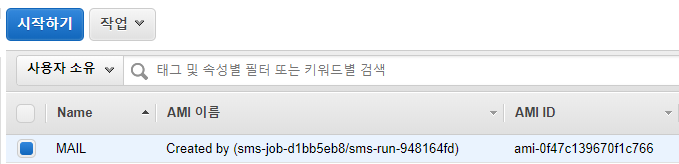 시작하기 작업
사용자 소유 태그 및 속성별 필터 또는 키워드별 검색
Name AMI 이름 AMI ID
MAIL Created by (sms-job-d1bb5eb8/sms-run-948164fd) ami-0f47c139670f1c766